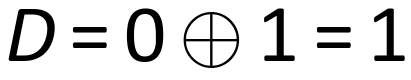 D = 0 ⊕ 1 = 1